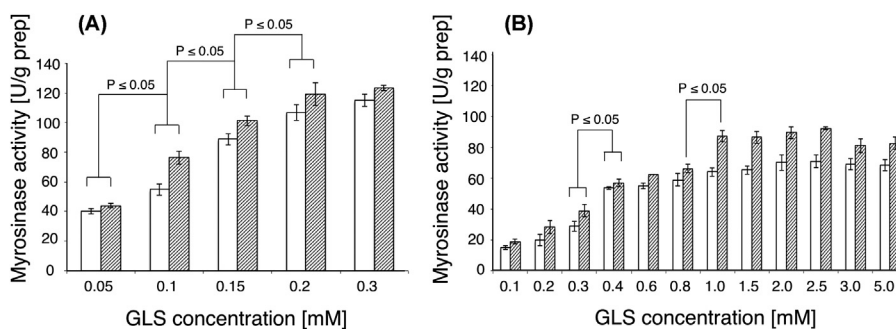 (A)
Myrosinase activity [U/g prep]
140
120
100
80
60
40
20
0
P ≤ 0.05
P ≤ 0.05
P ≤ 0.05
0.05 0.1 0.15 0.2 0.3
GLS concentration [mM]
(B)
Myrosinase activity [U/g prep]
140
120
100
80
60
40
20
0
P ≤ 0.05
P ≤ 0.05
0.1 0.2 0.3 0.4 0.6 0.8 1.0 1.5 2.0 2.5 3.0 5.0
GLS concentration [mM]